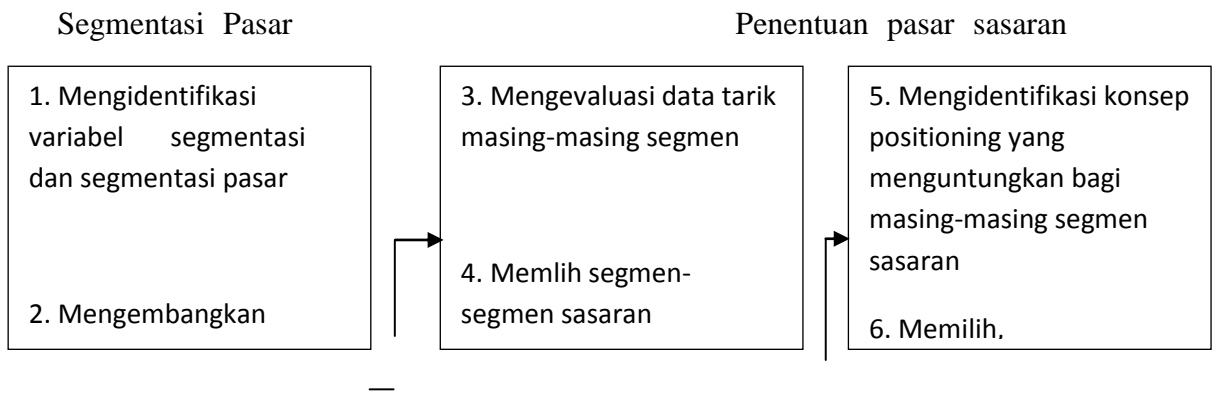 Segmentasi Pasar
Penentuan pasar sasaran
1. Mengidentifikasi
variabel segmentasi
dan segmentasi pasar
2. Mengembangkan
3. Mengevaluasi data tarik
masing-masing segmen
4. Memlih segmen-
segmen sasaran
5. Mengidentifikasi konsep
positioning yang
menguntungkan bagi
masing-masing segmen
sasaran
6. Memilih,